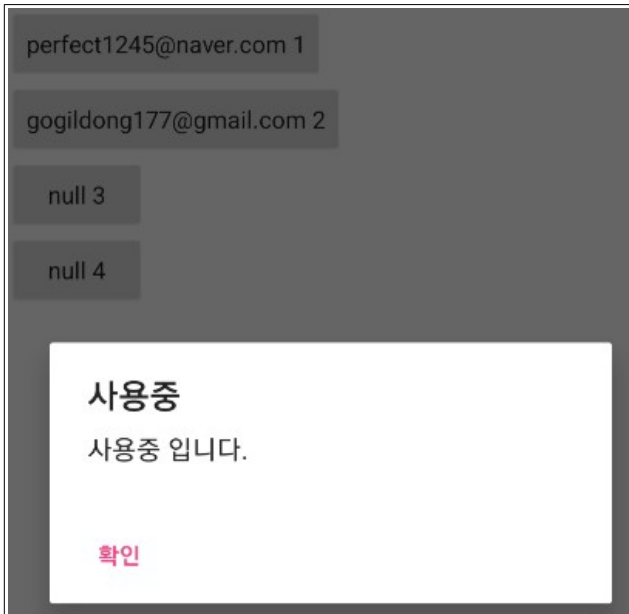 perfect1245@naver.com 1
gogildong177@gmail.com 2
null 3
null 4
사용중
사용중 입니다.
확인